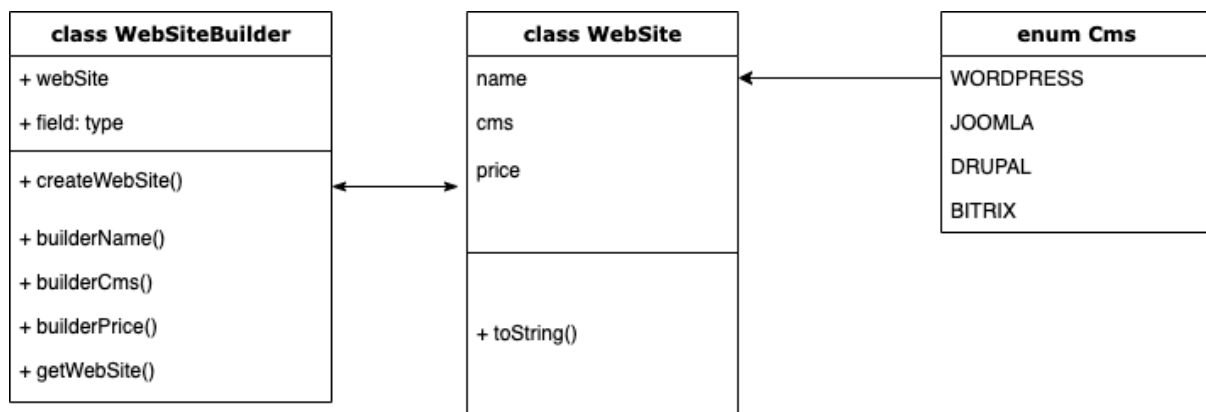 class WebSiteBuilder
+ webSite
+ field: type
+ createWebSite()
+ builderName()
+ builderCms()
+ builderPrice()
+ getWebSite()
class WebSite
name
cms
price
+ toString()
enum Cms
WORDPRESS
JOOMLA
DRUPAL
BITRIX